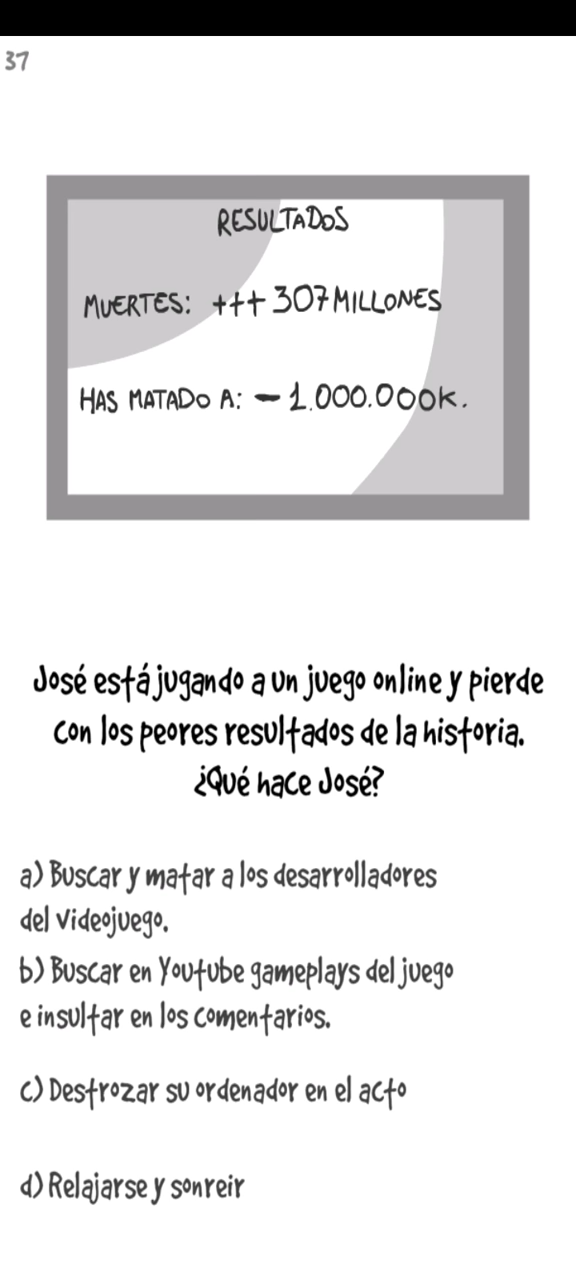 37
RESULTADOS
MUERTES: +++ 307 MILLONES
HAS MATADO A: - 1.000.000K.
José está jugando a un juego online y pierde
con los peores resultados de la historia.
¿Qué hace José?
a) Buscar y matar a los desarrolladores
del videojuego.
b) Buscar en Youtube gameplays del juego
e insultar en los comentarios.
c) Destrozar su ordenador en el acto
d) Relajarse y sonreir